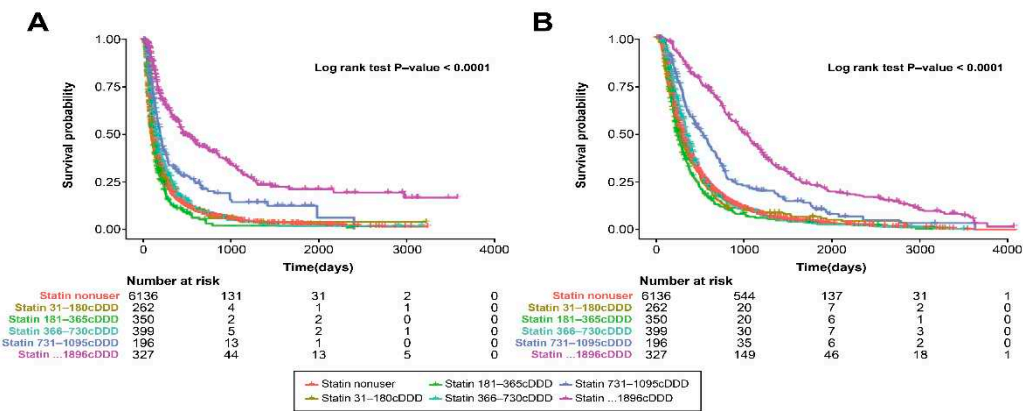 A
B
Log rank test P–value < 0.0001
Log rank test P–value < 0.0001
Survival probability
1.00
0.75
0.50
0.25
0.00
0 1000 2000 3000 4000
Time(days)
Survival probability
1.00
0.75
0.50
0.25
0.00
0 1000 2000 3000 4000
Time(days)
Number at risk
Statin nonuser 6136 131 31 2 0
Statin 31–180cDDD 262 4 1 1 0
Statin 181–365cDDD 350 2 2 0 0
Statin 366–730cDDD 399 5 2 1 0
Statin 731–1095cDDD 196 13 1 0 0
Statin ...1896cDDD 327 44 13 5 0
Number at risk
Statin nonuser 6136 544 137 31 1
Statin 31–180cDDD 262 20 7 2 0
Statin 181–365cDDD 350 20 6 1 0
Statin 366–730cDDD 399 30 7 3 0
Statin 731–1095cDDD 196 35 6 2 0
Statin ...1896cDDD 327 149 46 18 1
Statin nonuser Statin 181–365cDDD Statin 731–1095cDDD
Statin 31–180cDDD Statin 366–730cDDD Statin ...1896cDDD